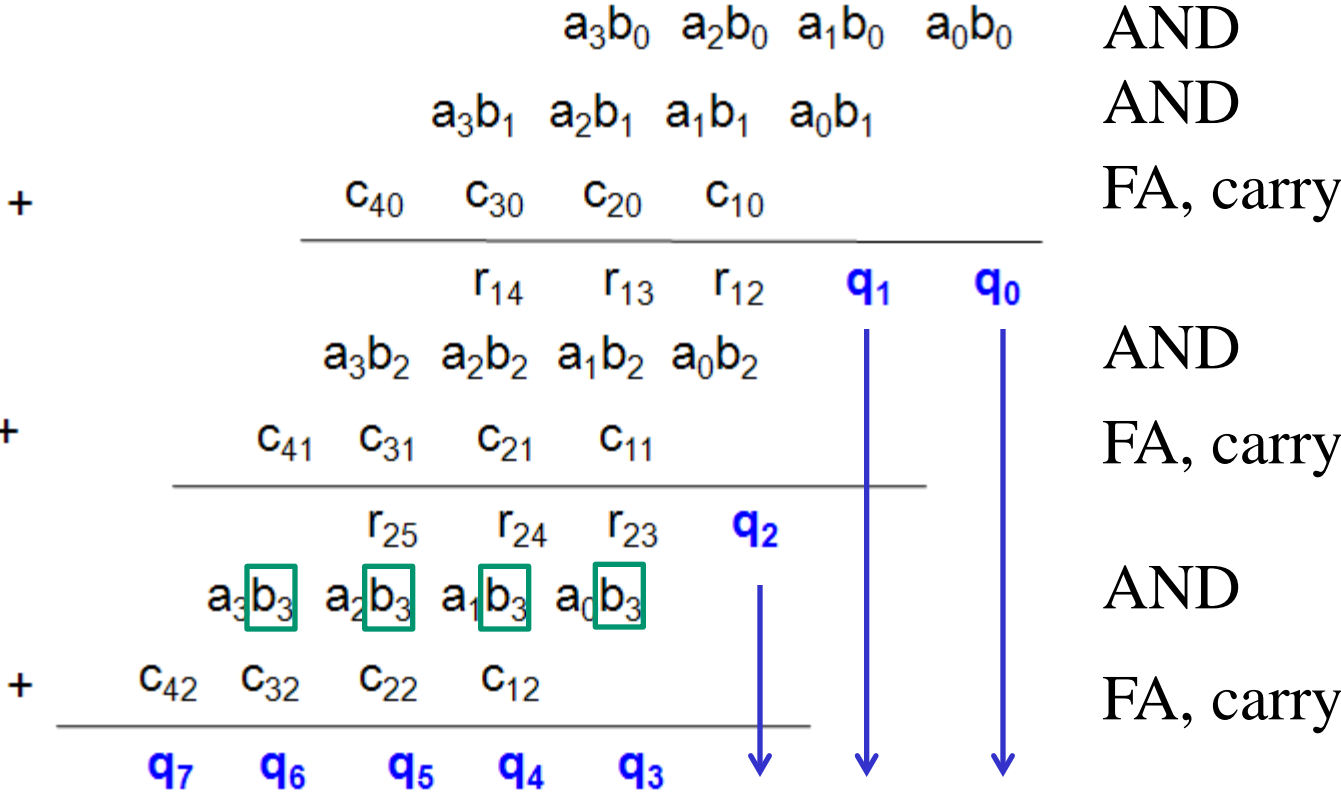 a₃b₀ a₂b₀ a₁b₀ a₀b₀ AND
a₃b₁ a₂b₁ a₁b₁ a₀b₁ AND
+ c₄₀ c₃₀ c₂₀ c₁₀ FA, carry
r₁₄ r₁₃ r₁₂ q₁ q₀
a₃b₂ a₂b₂ a₁b₂ a₀b₂ AND
+ c₄₁ c₃₁ c₂₁ c₁₁ FA, carry
r₂₅ r₂₄ r₂₃ q₂
a₃b₃ a₂b₃ a₁b₃ a₀b₃ AND
+ c₄₂ c₃₂ c₂₂ c₁₂ FA, carry
q₇ q₆ q₅ q₄ q₃